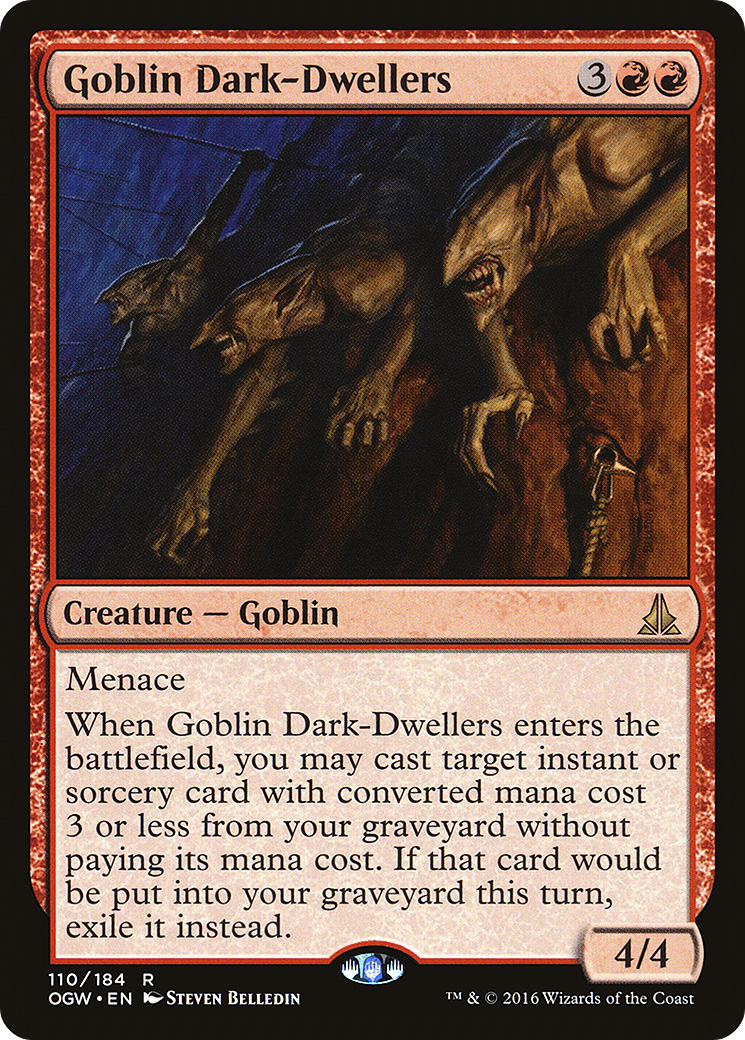 Goblin Dark-Dwellers 3
Creature — Goblin
Menace
When Goblin Dark-Dwellers enters the
battlefield, you may cast target instant or
sorcery card with converted mana cost
3 or less from your graveyard without
paying its mana cost. If that card would
be put into your graveyard this turn,
exile it instead.
4/4
110/184 R
OGW • EN Steven Belledin
™ & © 2016 Wizards of the Coast